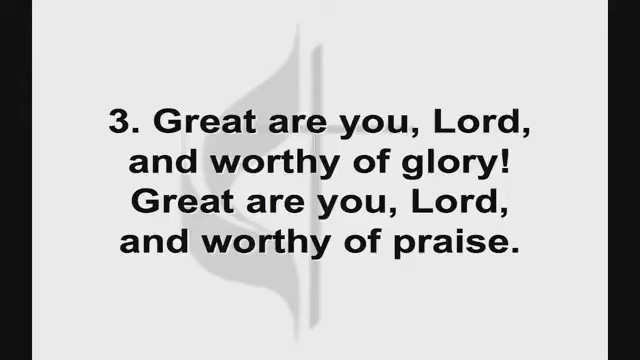 3. Great are you, Lord,
and worthy of glory!
Great are you, Lord,
and worthy of praise.